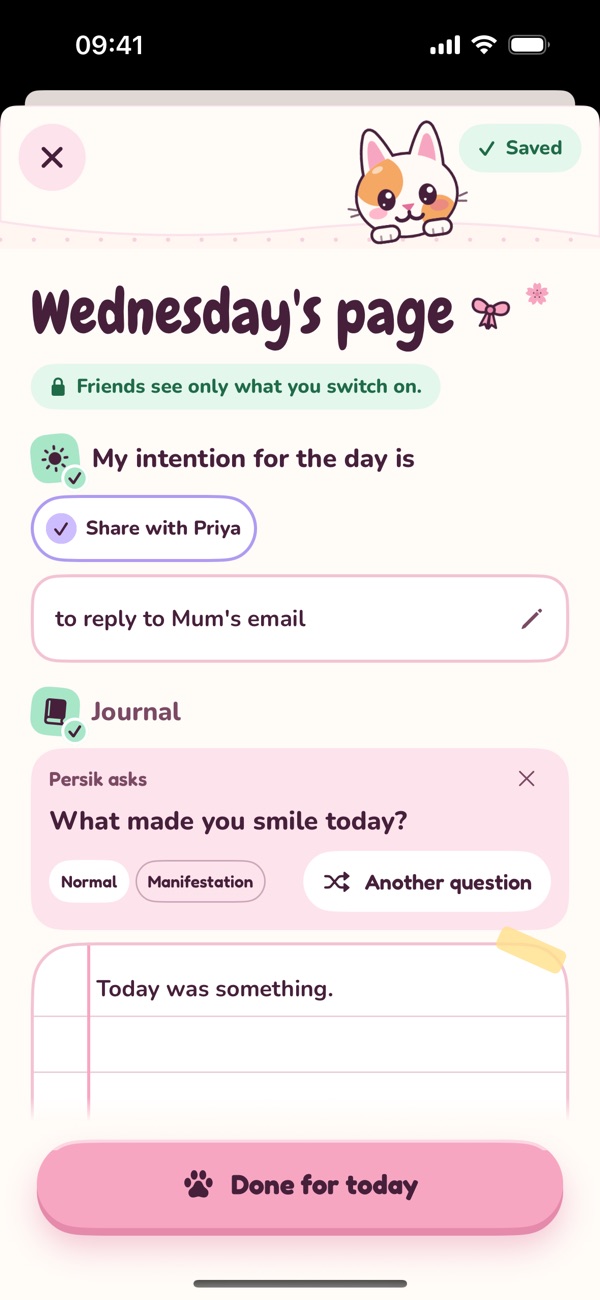 09:41
Saved
Wednesday's page
Friends see only what you switch on.
My intention for the day is
Share with Priya
to reply to Mum's email
Journal
Persik asks
What made you smile today?
Normal
Manifestation
Another question
Today was something.
Done for today